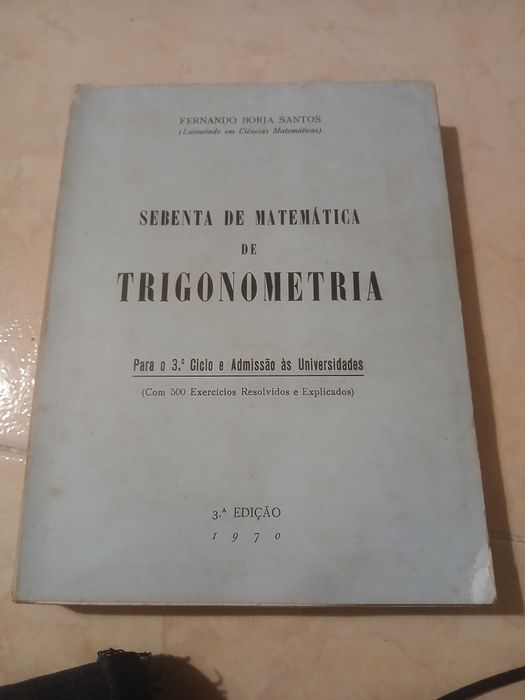 FERNANDO BORJA SANTOS
(Licenciado em Ciências Matemáticas)
SEBENTA DE MATEMÁTICA
DE
TRIGONOMETRIA
Para o 3.º Ciclo e Admissão às Universidades
(Com 500 Exercícios Resolvidos e Explicados)
3.ª EDIÇÃO
1970